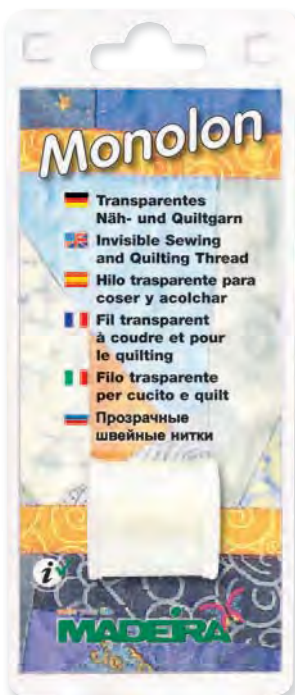 Monolon
Transparentes
Näh- und Quiltgarn
Invisible Sewing
and Quilting Thread
Hilo trasparente para
coser y acolchar
Fil transparent
à coudre et pour
le quilting
Filo trasparente
per cucito e quilt
Прозрачные
швейные нитки
i
MADEIRA